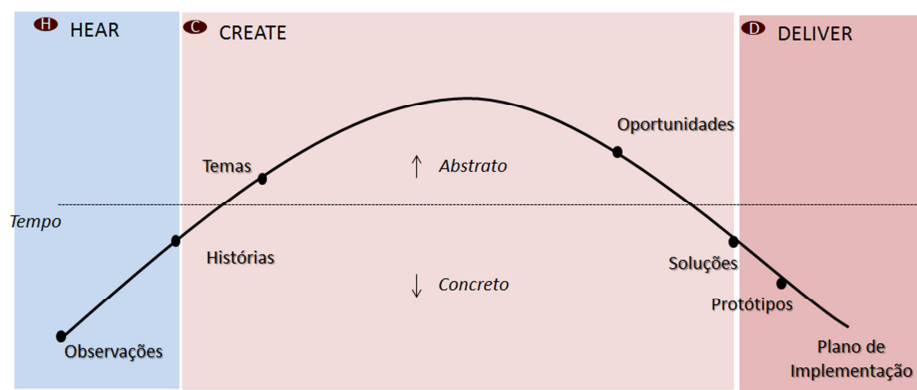 H HEAR
C CREATE
D DELIVER
Oportunidades
Temas
Abstrato
Tempo
Histórias
Soluções
Concreto
Protótipos
Observações
Plano de
Implementação